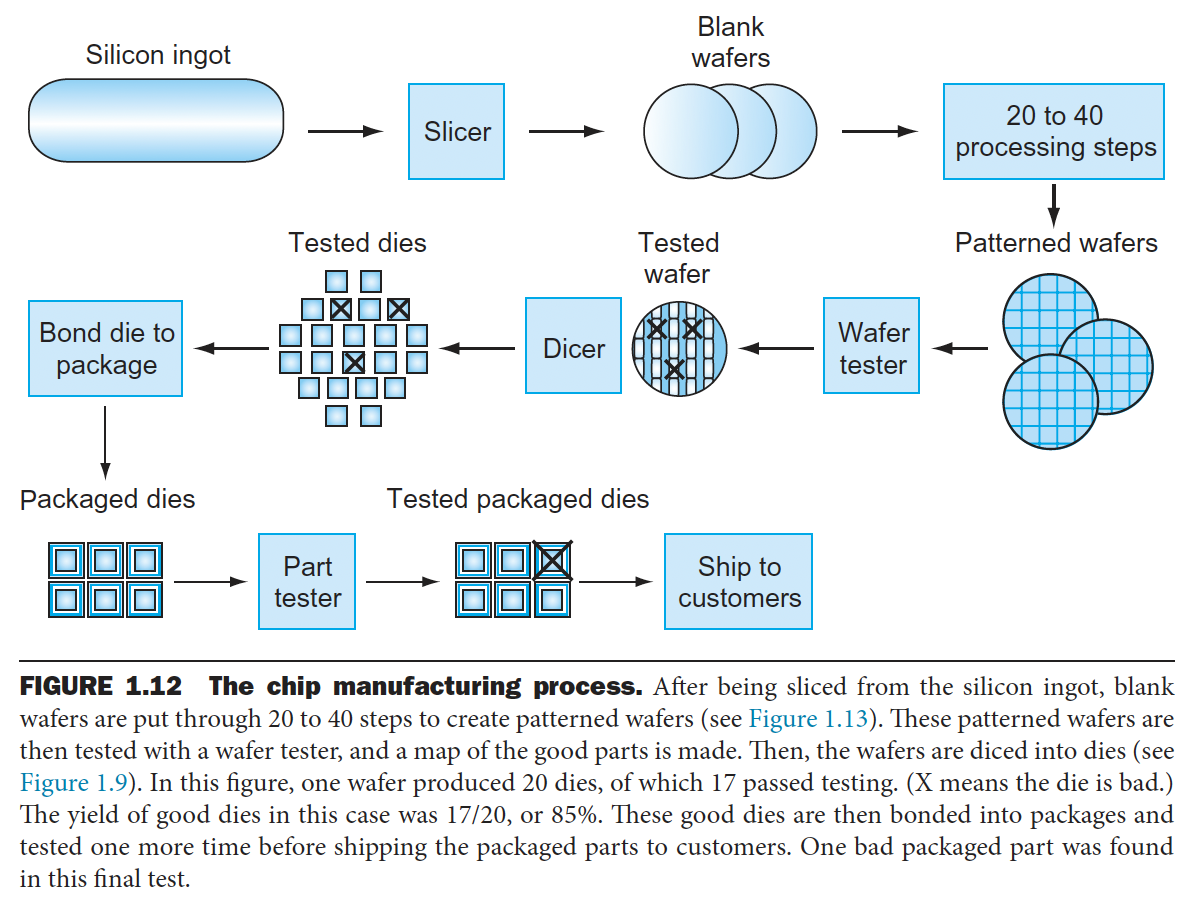 Silicon ingot
Slicer
Blank
wafers
20 to 40
processing steps
Tested dies
Tested
wafer
Patterned wafers
Bond die to
package
Dicer
Wafer
tester
Packaged dies
Tested packaged dies
Part
tester
Ship to
customers
FIGURE 1.12 The chip manufacturing process. After being sliced from the silicon ingot, blank
wafers are put through 20 to 40 steps to create patterned wafers (see Figure 1.13). These patterned wafers are
then tested with a wafer tester, and a map of the good parts is made. Then, the wafers are diced into dies (see
Figure 1.9). In this figure, one wafer produced 20 dies, of which 17 passed testing. (X means the die is bad.)
The yield of good dies in this case was 17/20, or 85%. These good dies are then bonded into packages and
tested one more time before shipping the packaged parts to customers. One bad packaged part was found
in this final test.